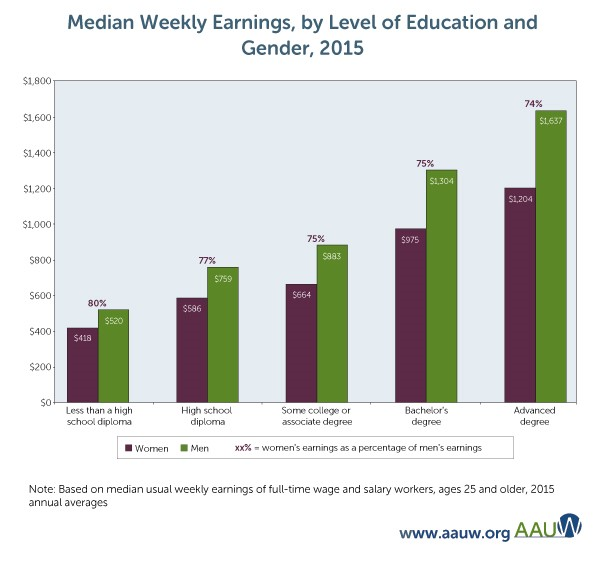 Median Weekly Earnings, by Level of Education and
Gender, 2015
$1,800
$1,600
$1,400
$1,200
$1,000
$800
$600
$400
$200
$0
80%
$418
$520
77%
$586
$759
75%
$664
$883
75%
$975
$1,304
74%
$1,204
$1,637
Less than a high
school diploma
High school
diploma
Some college or
associate degree
Bachelor's
degree
Advanced
degree
Women Men xx% = women's earnings as a percentage of men's earnings
Note: Based on median usual weekly earnings of full-time wage and salary workers, ages 25 and older, 2015
annual averages
www.aauw.org AAUW